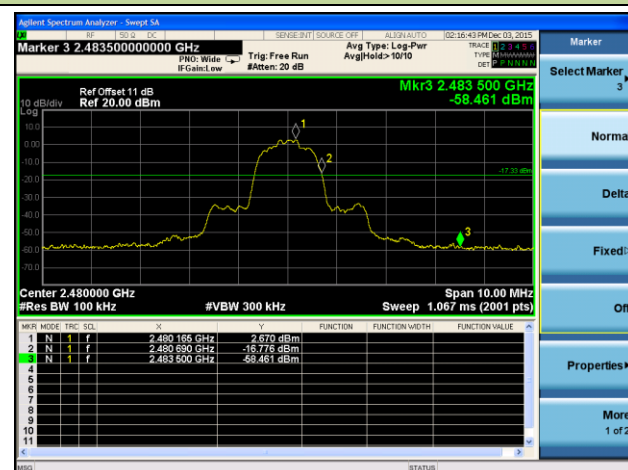 Agilent Spectrum Analyzer - Swept SA
RF 50 Ω DC SENSE:INT SOURCE OFF ALIGN AUTO 02:16:43 PM Dec 03, 2015
Marker 3 2.483500000000 GHz
PNO: Wide
IFGain:Low
Trig: Free Run
#Atten: 20 dB
Avg Type: Log-Pwr
Avg|Hold:>10/10
TRACE 1 2 3 4 5 6
TYPE M
DET P P N N N N
Ref Offset 11 dB
Ref 20.00 dBm
10 dB/div
Log
Mkr3 2.483 500 GHz
-58.461 dBm
10.0
0.00
-10.0
-20.0
-30.0
-40.0
-50.0
-60.0
-70.0
1
2
3
-17.33 dBm
Center 2.480000 GHz
Span 10.00 MHz
#Res BW 100 kHz
#VBW 300 kHz
Sweep 1.067 ms (2001 pts)
MKR MODE TRC SCL X Y FUNCTION FUNCTION WIDTH FUNCTION VALUE
1 N 1 f 2.480 165 GHz 2.670 dBm
2 N 1 f 2.480 690 GHz -16.776 dBm
3 N 1 f 2.483 500 GHz -58.461 dBm
4
5
6
7
8
9
10
11
MSG
STATUS
Marker
Select Marker
3
Norma
Delta
Fixed
Of
Properties
More
1 of 2